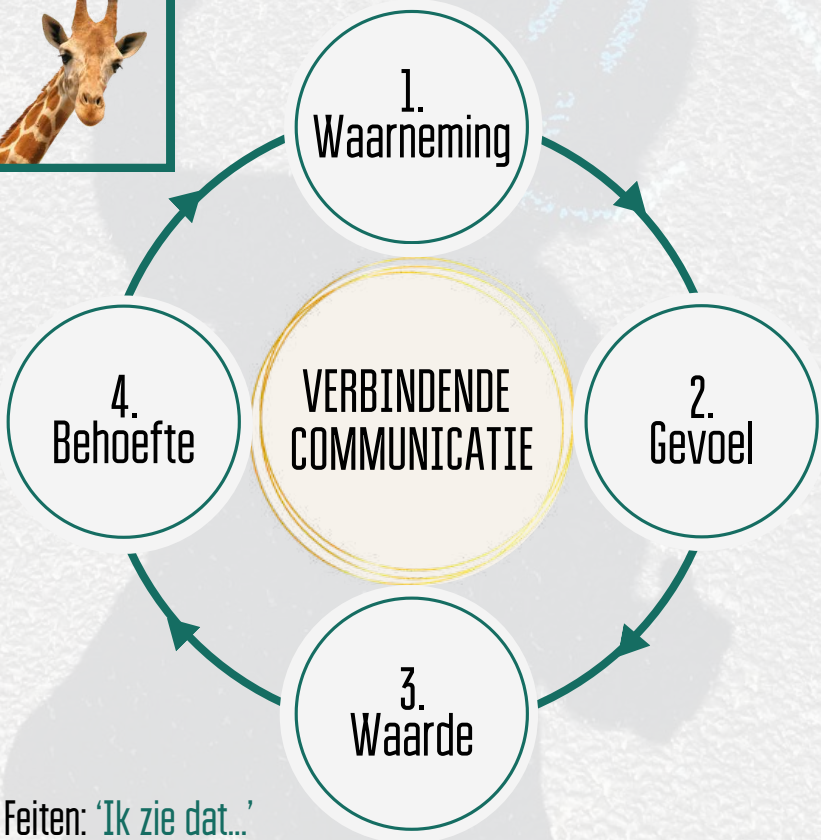 1.
Waarneming
2.
Gevoel
3.
Waarde
4.
Behoefte
VERBINDENDE
COMMUNICATIE
Feiten: ‘Ik zie dat...’